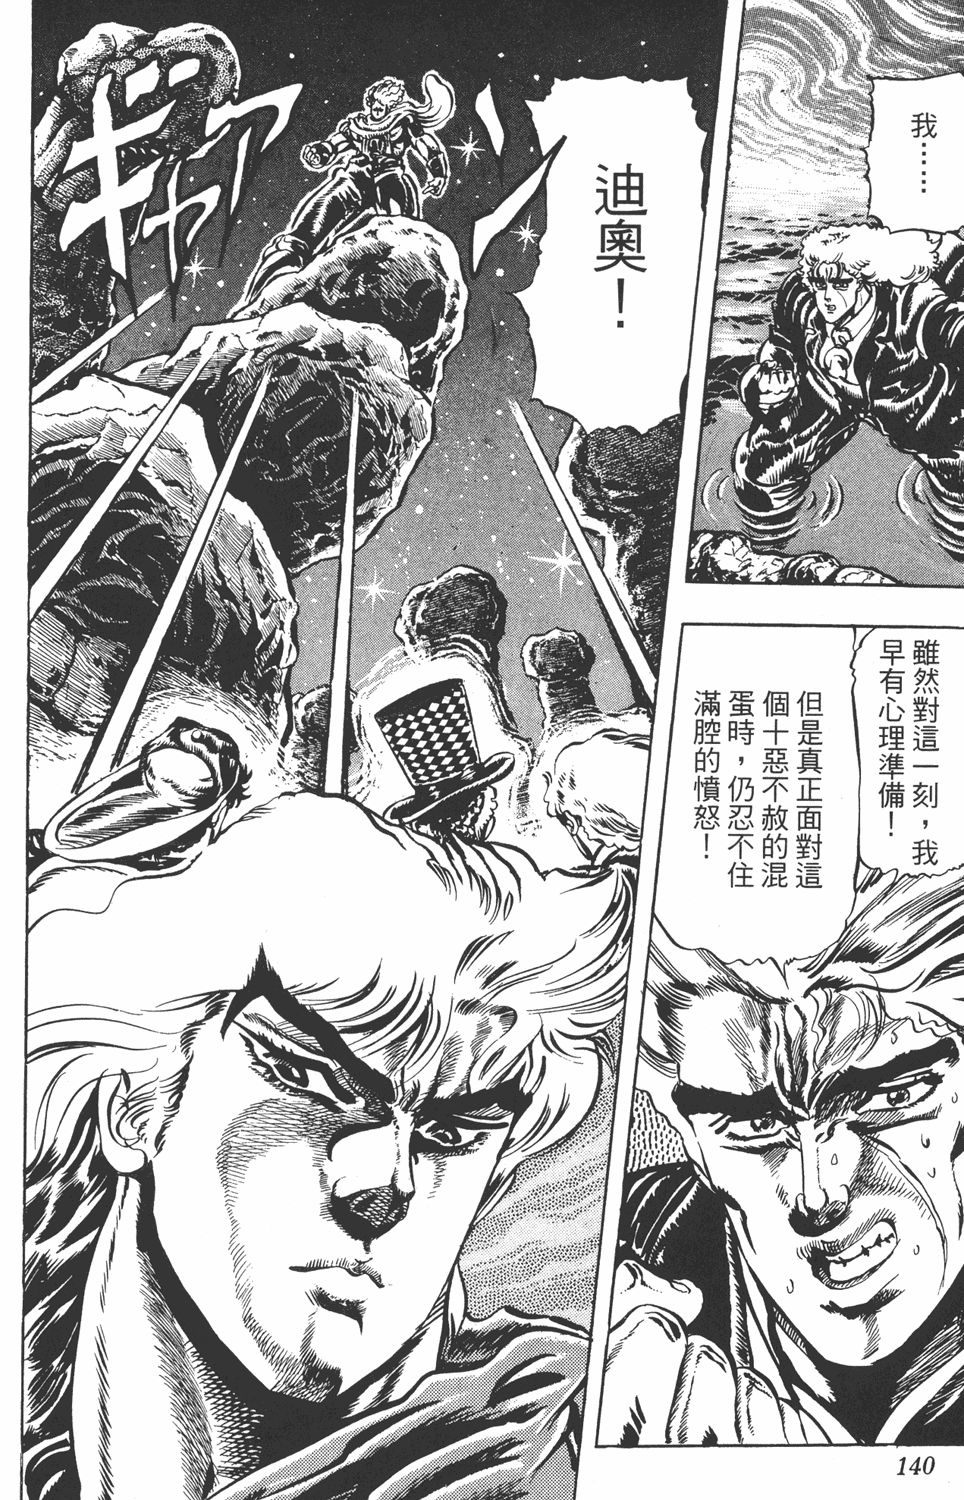 我……
雖然對這一刻，我
早有心理準備！
但是真正面對這
個十惡不赦的混
蛋時，仍忍不住
滿腔的憤怒！
迪奧！
ギャアン
140